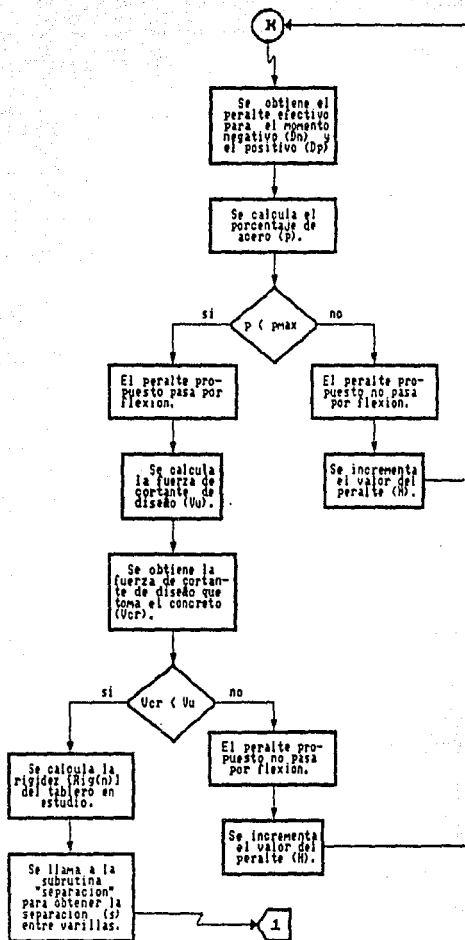 H
Se obtiene el
peralte efectivo
para el momento
negativo (Dn) y
el positivo (Dp)
Se calcula el
porcentaje de
acero (p).
si
p < pmax
no
El peralte pro-
puesto pasa por
flexión.
El peralte pro-
puesto no pasa
por flexión.
Se calcula
la fuerza de
cortante de
diseño (Vu).
Se incrementa
el valor del
peralte (H).
Se obtiene la
fuerza de cortan-
te de diseño que
toma el concreto
(Vcr).
si
Vcr < Vu
no
Se calcula la
rigidez [Rig(n)]
del tablero en
estudio.
El peralte pro-
puesto no pasa
por flexión.
Se incrementa
el valor del
peralte (H).
Se llama a la
subrutina
"separacion"
para obtener la
separacion (s)
entre varillas.
1